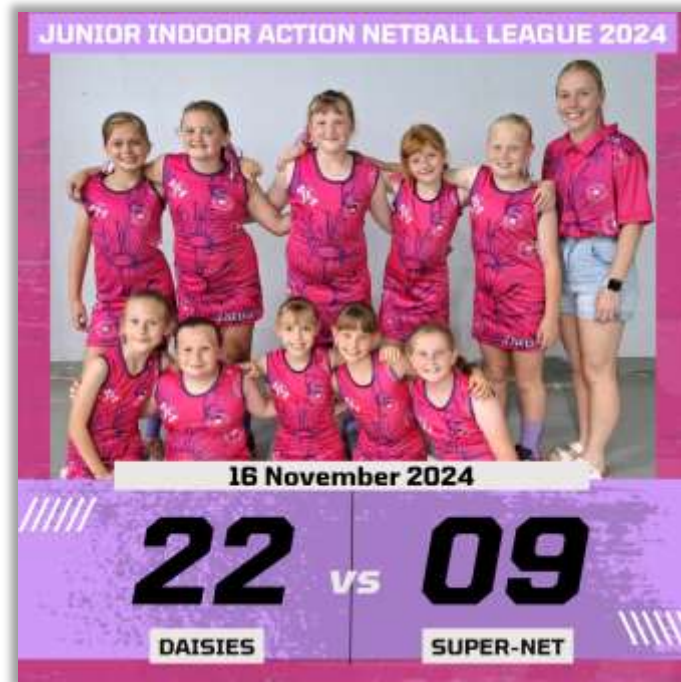 JUNIOR INDOOR ACTION NETBALL LEAGUE 2024
16 November 2024
22 vs 09
DAISIES SUPER-NET